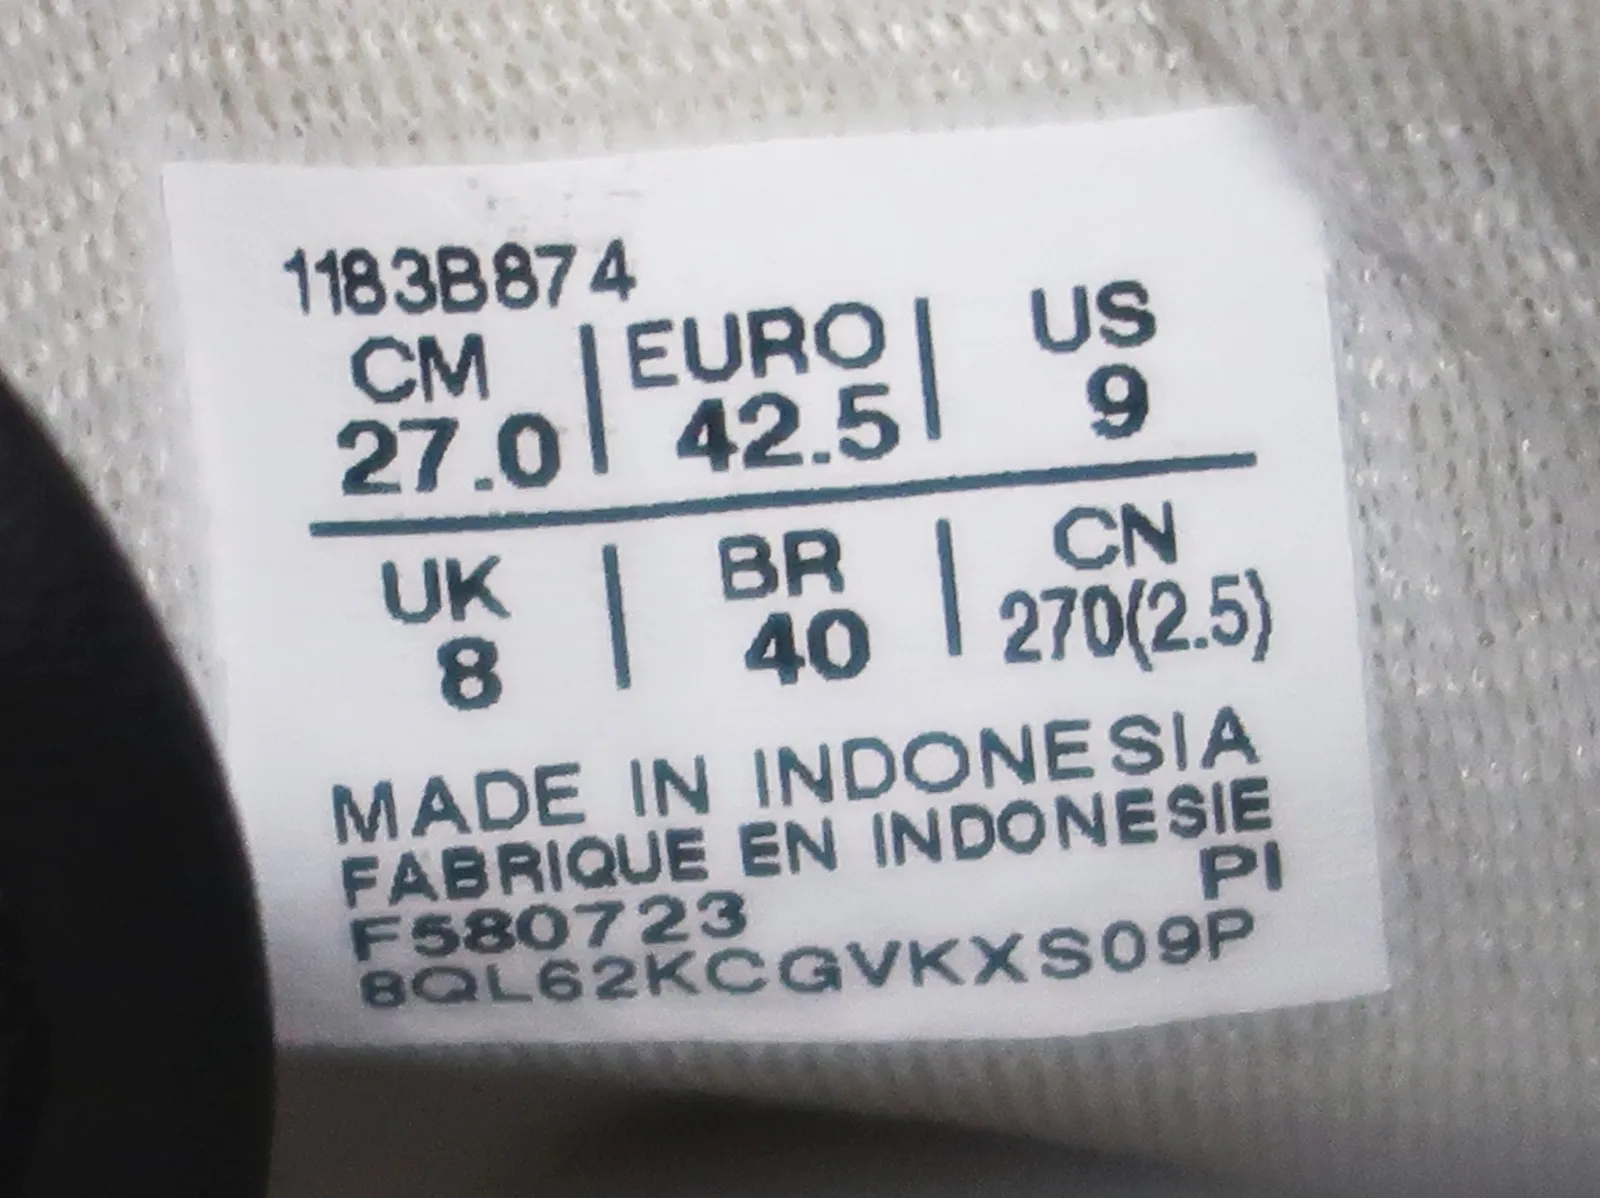 1183B874
CM | EURO | US
27.0 | 42.5 | 9
UK | BR | CN
8 | 40 | 270(2.5)
MADE IN INDONESIA
FABRIQUE EN INDONESIE
PI
F580723
8QL62KCGVKXS09P